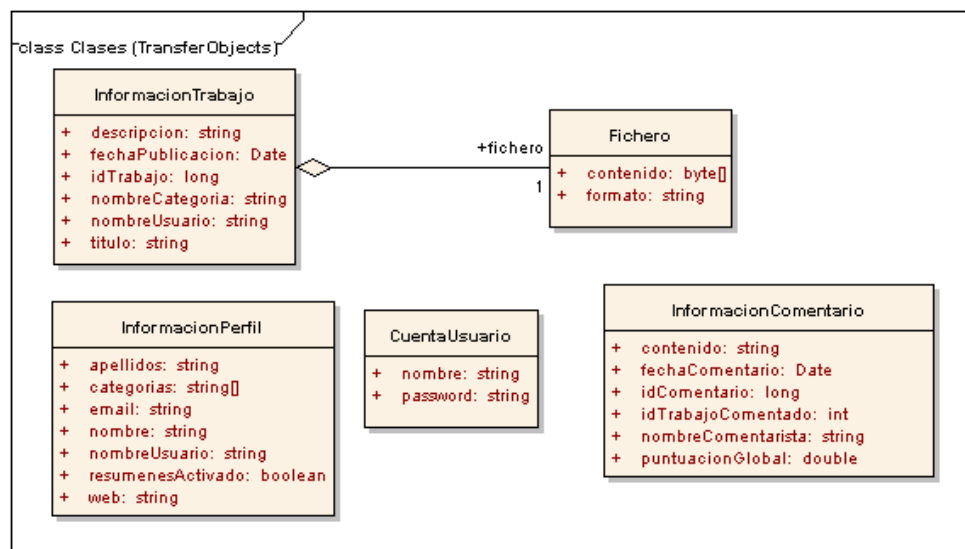 class Clases (TransferObjects)
InformacionTrabajo
+ descripcion: string
+ fechaPublicacion: Date
+ idTrabajo: long
+ nombreCategoria: string
+ nombreUsuario: string
+ titulo: string
+fichero
1
Fichero
+ contenido: byte[]
+ formato: string
InformacionPerfil
+ apellidos: string
+ categorias: string[]
+ email: string
+ nombre: string
+ nombreUsuario: string
+ resumenesActivado: boolean
+ web: string
CuentaUsuario
+ nombre: string
+ password: string
InformacionComentario
+ contenido: string
+ fechaComentario: Date
+ idComentario: long
+ idTrabajoComentado: int
+ nombreComentarista: string
+ puntuacionGlobal: double